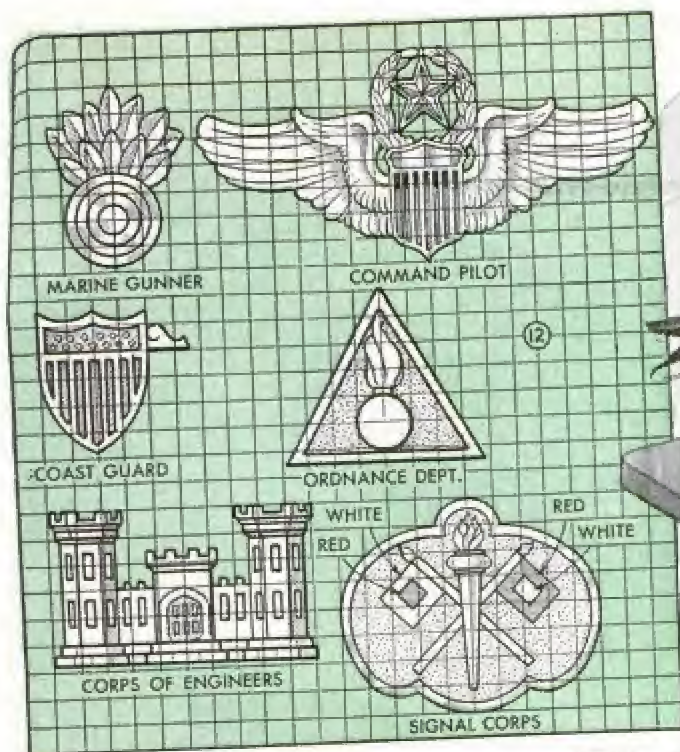 MARINE GUNNER
COMMAND PILOT
12
COAST GUARD
ORDNANCE DEPT.
WHITE
RED
RED
WHITE
CORPS OF ENGINEERS
SIGNAL CORPS